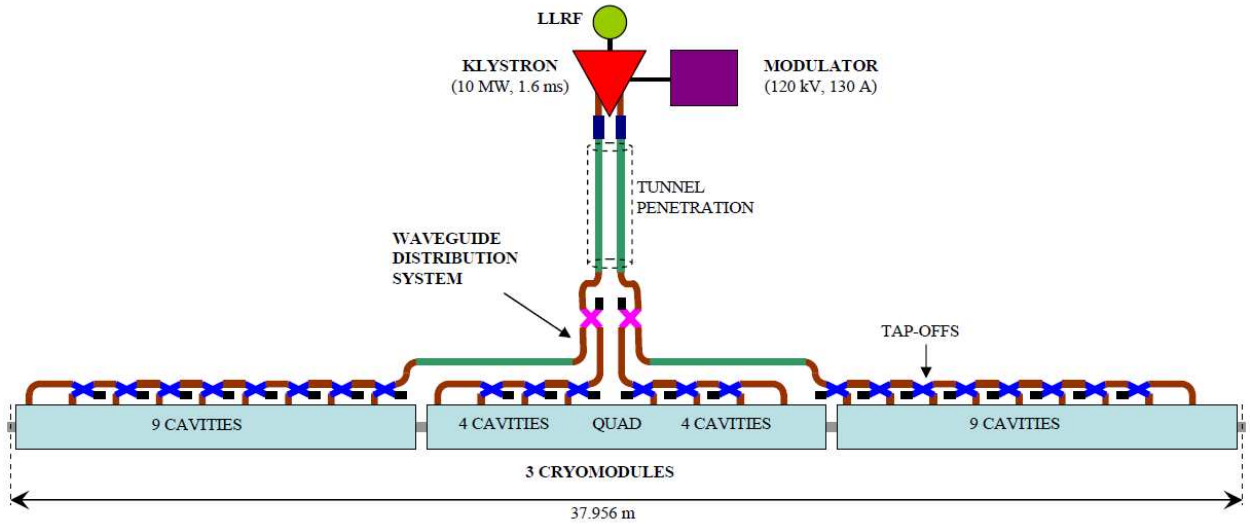 LLRF
KLYSTRON
(10 MW, 1.6 ms)
MODULATOR
(120 kV, 130 A)
TUNNEL
PENETRATION
WAVEGUIDE
DISTRIBUTION
SYSTEM
TAP-OFFS
9 CAVITIES
4 CAVITIES
QUAD
4 CAVITIES
9 CAVITIES
3 CRYOMODULES
37.956 m